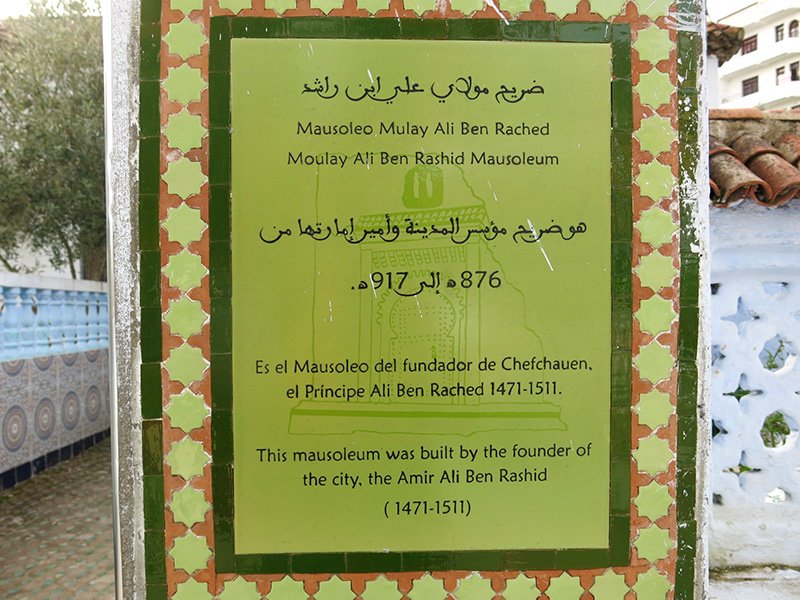 ضريح مولاي علي ابن راشد
Mausoleo Mulay Ali Ben Rached
Moulay Ali Ben Rashid Mausoleum
هو ضريح مؤسس المدينة وأمير إمارتها من
876 ھ إلى 917 ھ.
Es el Mausoleo del fundador de Chefchauen,
el Príncipe Ali Ben Rached 1471-1511.
This mausoleum was built by the founder of
the city, the Amir Ali Ben Rashid
( 1471-1511)